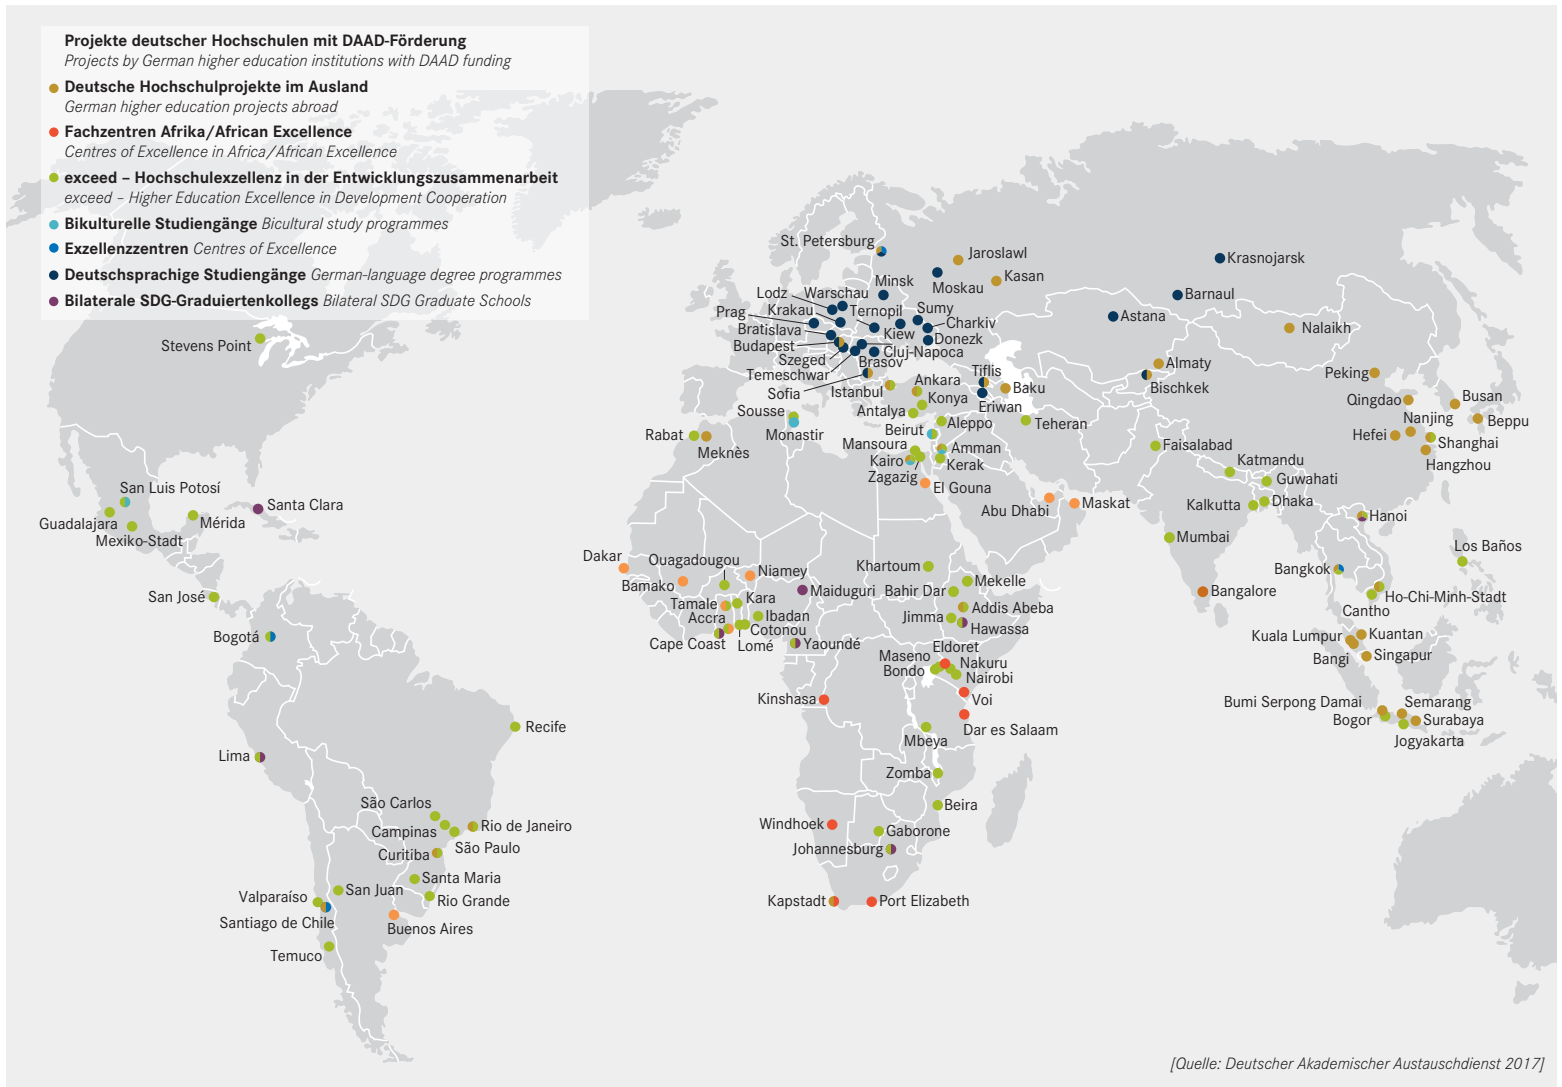 Projekte deutscher Hochschulen mit DAAD-Förderung
Projects by German higher education institutions with DAAD funding
Deutsche Hochschulprojekte im Ausland
German higher education projects abroad
Fachzentren Afrika/African Excellence
Centres of Excellence in Africa/African Excellence
exceed – Hochschulexzellenz in der Entwicklungszusammenarbeit
exceed – Higher Education Excellence in Development Cooperation
Bikulturelle Studiengänge Bicultural study programmes
Exzellenzzentren Centres of Excellence
Deutschsprachige Studiengänge German-language degree programmes
Bilaterale SDG-Graduiertenkollegs Bilateral SDG Graduate Schools
Stevens Point
San Luis Potosí
Guadalajara
Mexiko-Stadt
Mérida
Santa Clara
San José
Bogotá
Recife
Lima
São Carlos
Campinas
Rio de Janeiro
São Paulo
Curitiba
Santa Maria
San Juan
Rio Grande
Valparaíso
Santiago de Chile
Buenos Aires
Temuco
St. Petersburg
Jaroslawl
Kasan
Moskau
Minsk
Lodz
Warschau
Krakau
Ternopil
Sumy
Prag
Bratislava
Charkiv
Kiew
Donezk
Budapest
Szeged
Cluj-Napoca
Brasov
Temeschwar
Sofia
Istanbul
Ankara
Tiflis
Baku
Konya
Eriwan
Antalya
Sousse
Monastir
Beirut
Aleppo
Teheran
Rabat
Meknès
Mansoura
Amman
Kairo
Kerak
Zagazig
El Gouna
Abu Dhabi
Maskat
Krasnojarsk
Barnaul
Astana
Nalaikh
Almaty
Bischkek
Peking
Qingdao
Busan
Nanjing
Beppu
Hefei
Shanghai
Hangzhou
Faisalabad
Katmandu
Guwahati
Kalkutta
Dhaka
Hanoi
Mumbai
Los Baños
Bangkok
Bangalore
Ho-Chi-Minh-Stadt
Cantho
Kuala Lumpur
Kuantan
Bangi
Singapur
Bumi Serpong Damai
Semarang
Bogor
Surabaya
Jogyakarta
Dakar
Ouagadougou
Niamey
Bamako
Maiduguri
Khartoum
Mekelle
Bahir Dar
Tamale
Kara
Accra
Ibadan
Cotonou
Cape Coast
Lomé
Yaoundé
Addis Abeba
Jimma
Hawassa
Eldoret
Maseno
Nakuru
Bondo
Nairobi
Kinshasa
Voi
Dar es Salaam
Mbeya
Zomba
Beira
Windhoek
Gaborone
Johannesburg
Kapstadt
Port Elizabeth
[Quelle: Deutscher Akademischer Austauschdienst 2017]